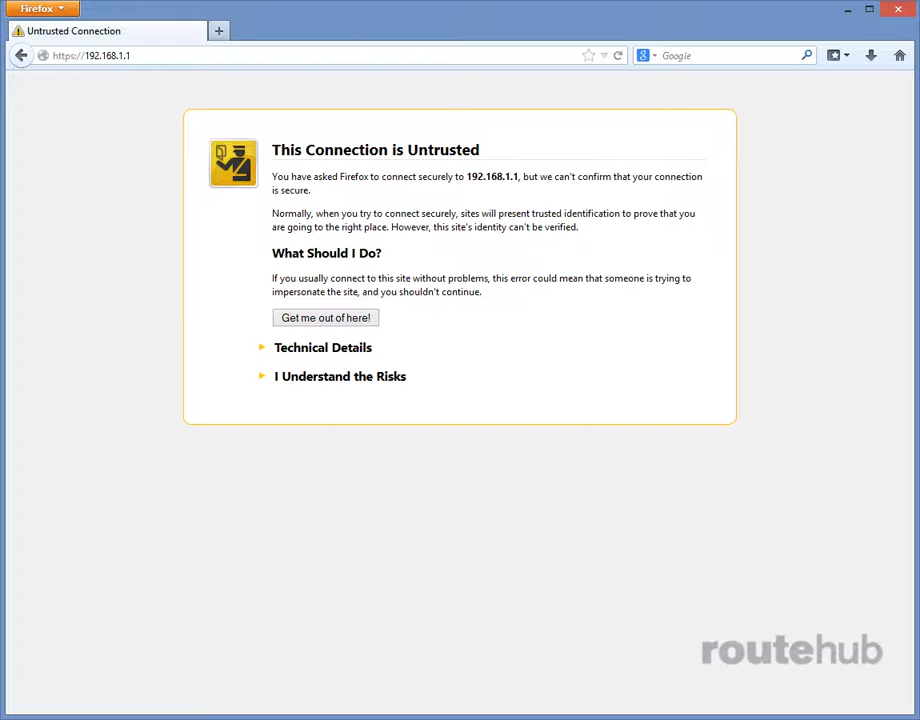 Firefox
Untrusted Connection
https://192.168.1.1
Google
This Connection is Untrusted
You have asked Firefox to connect securely to 192.168.1.1, but we can't confirm that your connection
is secure.
Normally, when you try to connect securely, sites will present trusted identification to prove that you
are going to the right place. However, this site's identity can't be verified.
What Should I Do?
If you usually connect to this site without problems, this error could mean that someone is trying to
impersonate the site, and you shouldn't continue.
Get me out of here!
Technical Details
I Understand the Risks
routehub